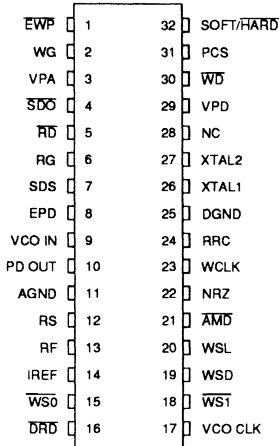 EWP 1 32 SOFT/HARD
WG 2 31 PCS
VPA 3 30 WD
SDO 4 29 VPD
RD 5 28 NC
RG 6 27 XTAL2
SDS 7 26 XTAL1
EPD 8 25 DGND
VCO IN 9 24 RRC
PD OUT 10 23 WCLK
AGND 11 22 NRZ
RS 12 21 AMD
RF 13 20 WSL
IREF 14 19 WSD
WS0 15 18 WS1
DRD 16 17 VCO CLK